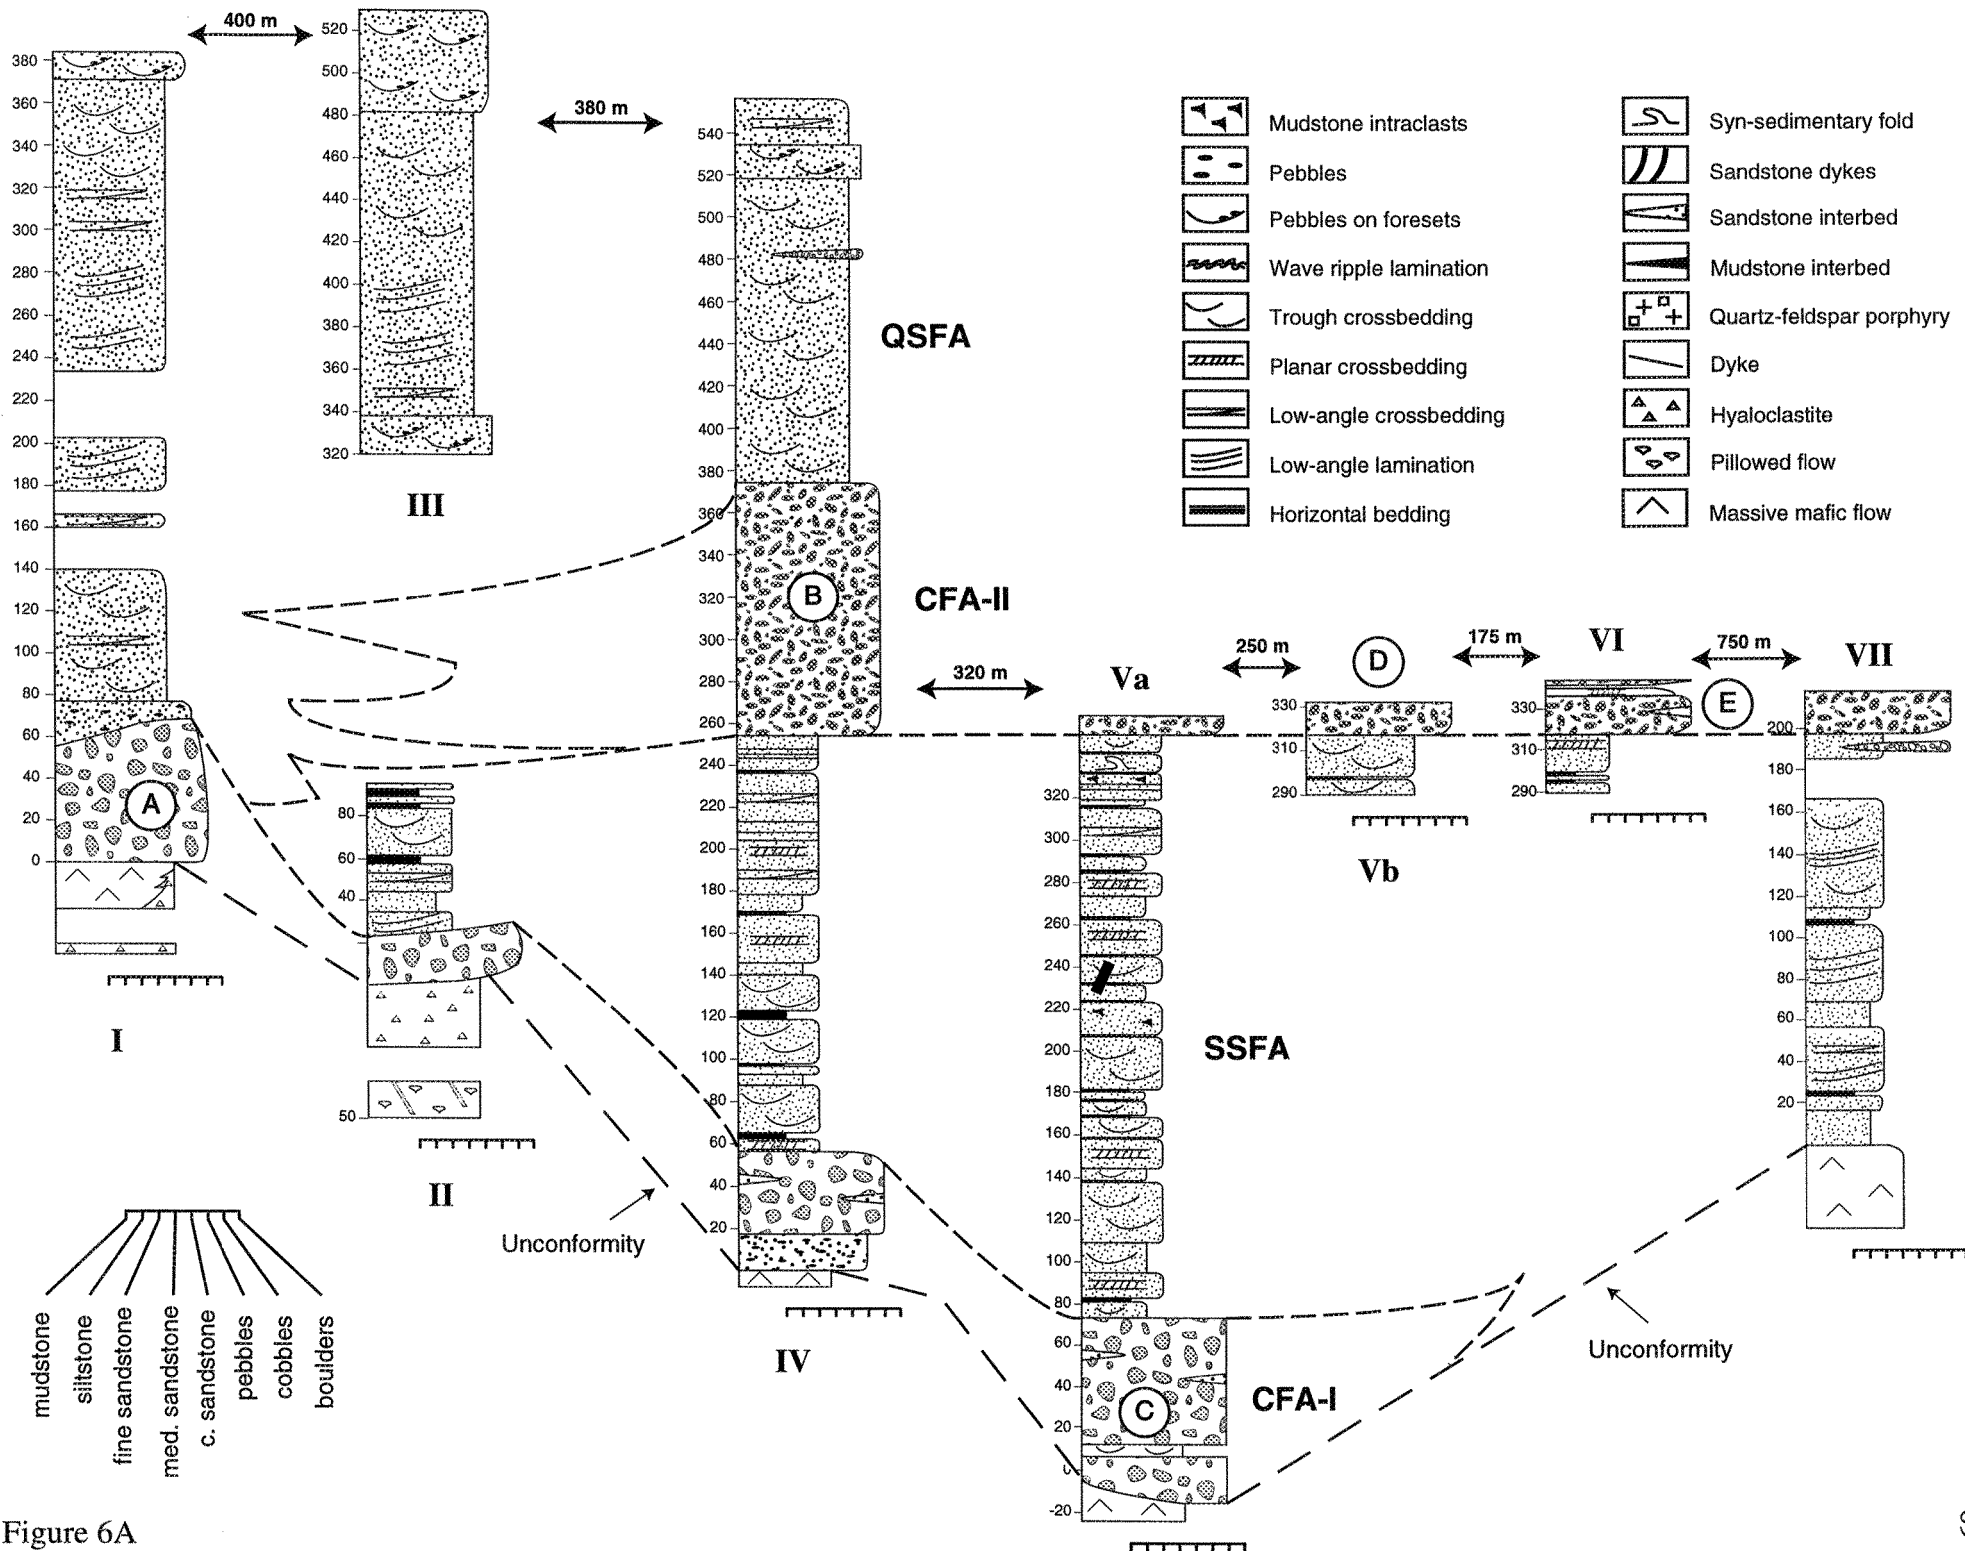 400 m
380 m
380
360
340
320
300
280
260
240
220
200
180
160
140
120
100
80
60
40
20
0
A
I
520
500
480
460
440
420
400
380
360
340
320
III
80
60
40
50
II
540
520
500
480
460
440
420
400
380
360
340
320
300
280
260
240
220
200
180
160
140
120
100
80
60
40
20
B
IV
QSFA
CFA-II
320 m
Va
320
300
280
260
240
220
200
180
160
140
120
100
80
60
40
20
0
-20
C
SSFA
CFA-I
250 m
D
330
310
290
Vb
175 m
VI
330
310
290
E
750 m
VII
200
180
160
140
120
100
80
60
40
20
Unconformity
Unconformity
Mudstone intraclasts
Pebbles
Pebbles on foresets
Wave ripple lamination
Trough crossbedding
Planar crossbedding
Low-angle crossbedding
Low-angle lamination
Horizontal bedding
Syn-sedimentary fold
Sandstone dykes
Sandstone interbed
Mudstone interbed
Quartz-feldspar porphyry
Dyke
Hyaloclastite
Pillowed flow
Massive mafic flow
mudstone
siltstone
fine sandstone
med. sandstone
c. sandstone
pebbles
cobbles
boulders
Figure 6A